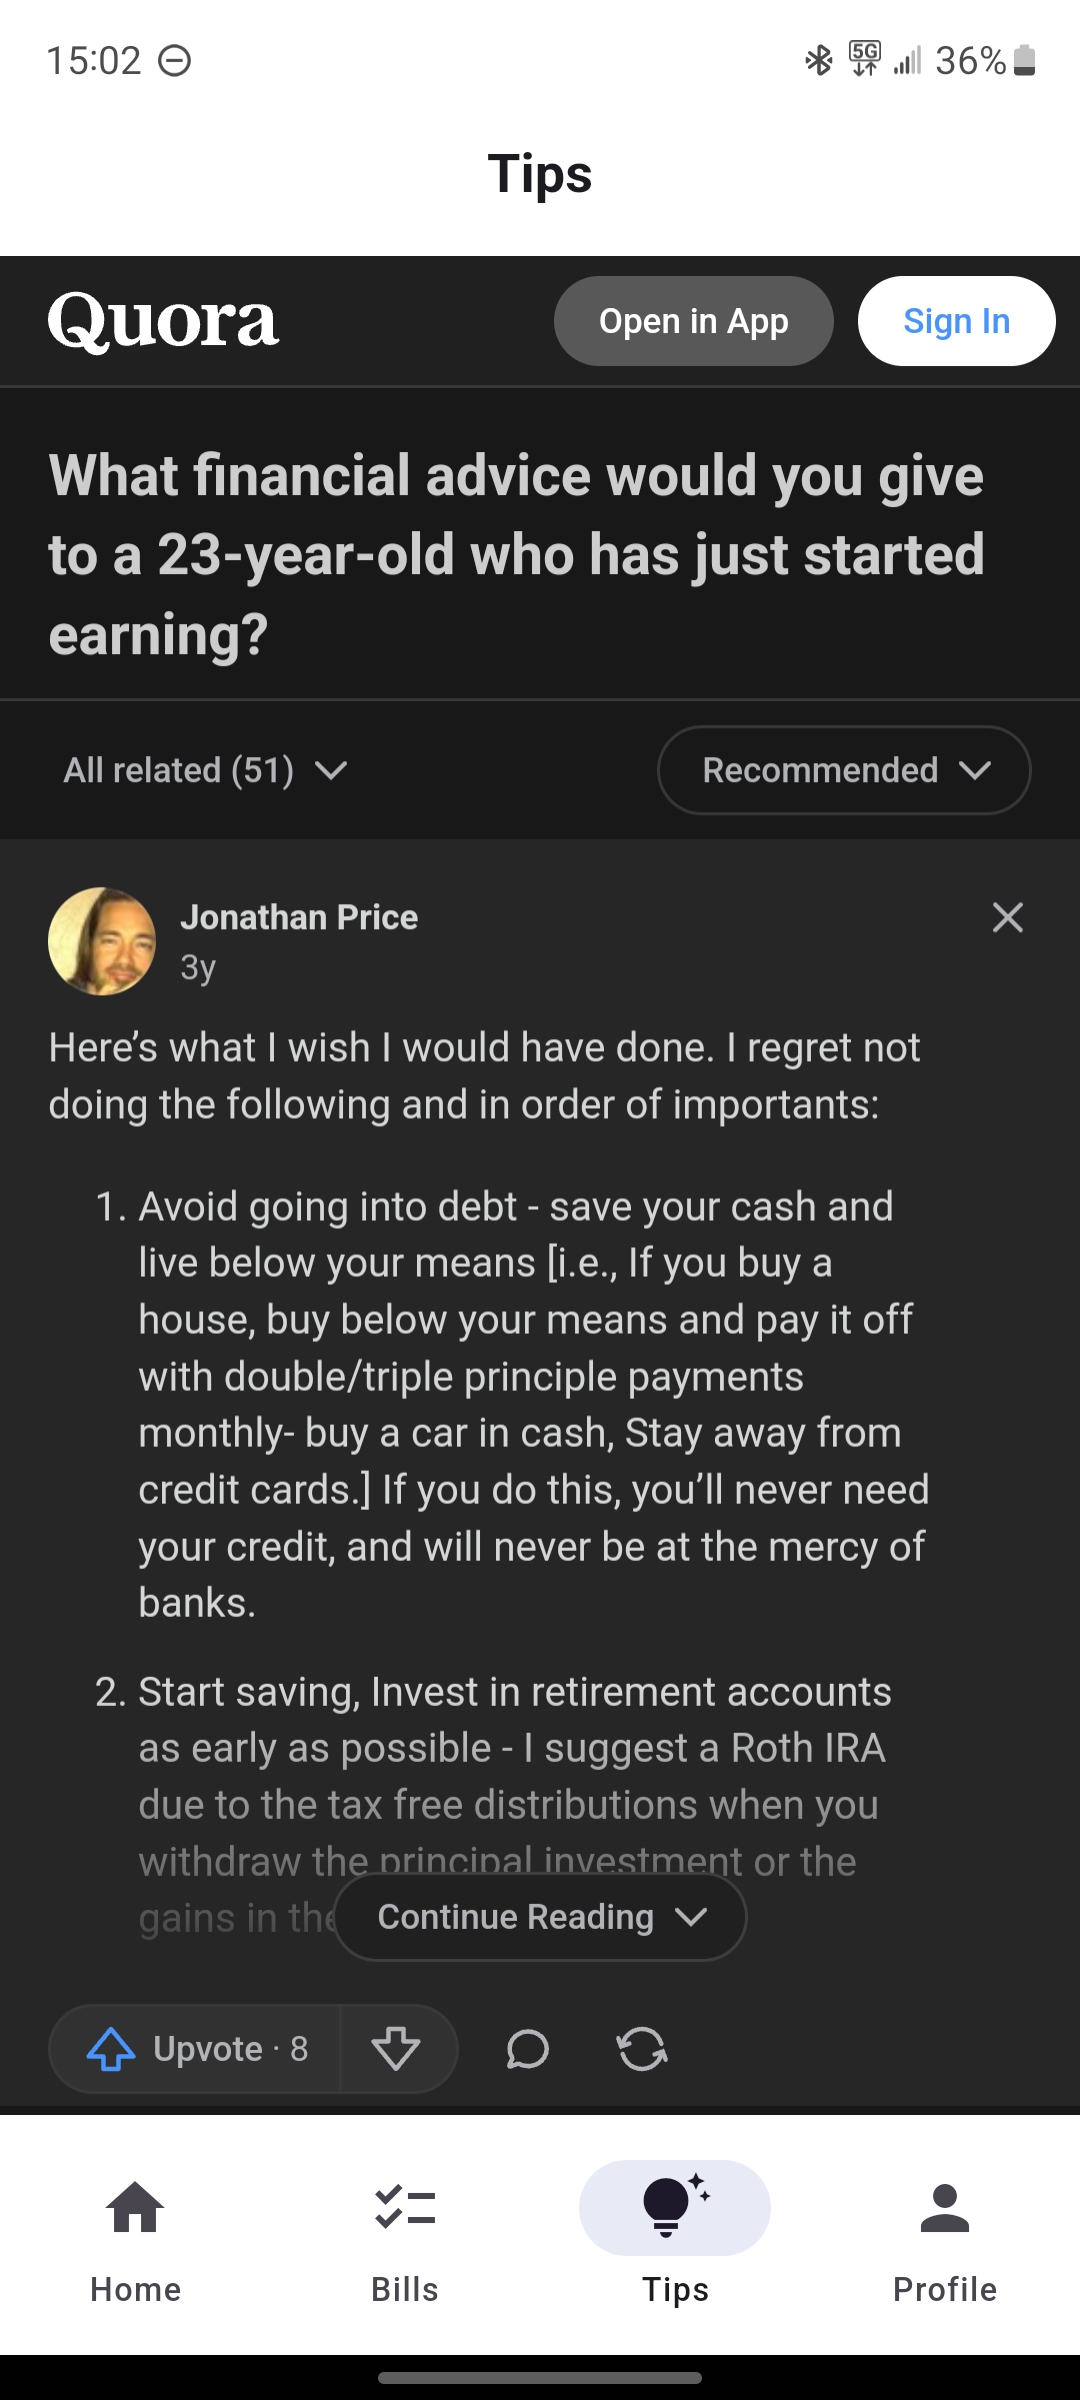 15:02
5G
36%
Tips
Quora
Open in App
Sign In
What financial advice would you give
to a 23-year-old who has just started
earning?
All related (51)
Recommended
Jonathan Price
3y
Here’s what I wish I would have done. I regret not
doing the following and in order of importants:
1. Avoid going into debt - save your cash and
live below your means [i.e., If you buy a
house, buy below your means and pay it off
with double/triple principle payments
monthly- buy a car in cash, Stay away from
credit cards.] If you do this, you’ll never need
your credit, and will never be at the mercy of
banks.
2. Start saving, Invest in retirement accounts
as early as possible - I suggest a Roth IRA
due to the tax free distributions when you
withdraw the principal investment or the
gains in the
Continue Reading
Upvote · 8
Home
Bills
Tips
Profile